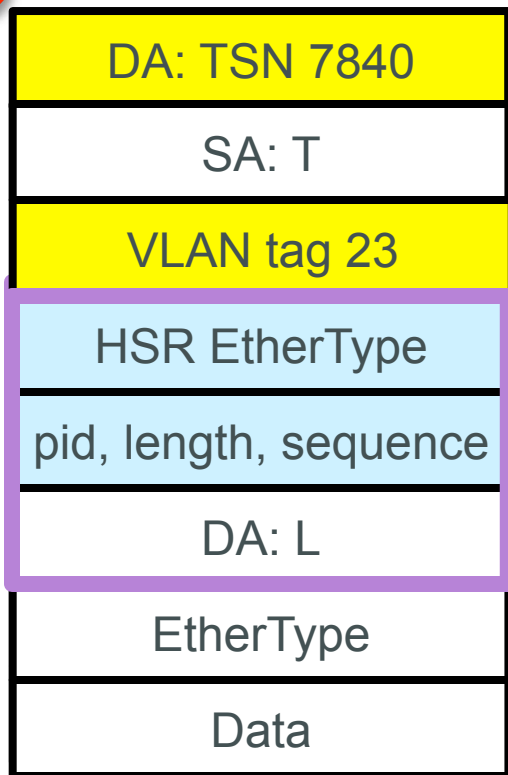 DA: TSN 7840
SA: T
VLAN tag 23
HSR EtherType
pid, length, sequence
DA: L
EtherType
Data